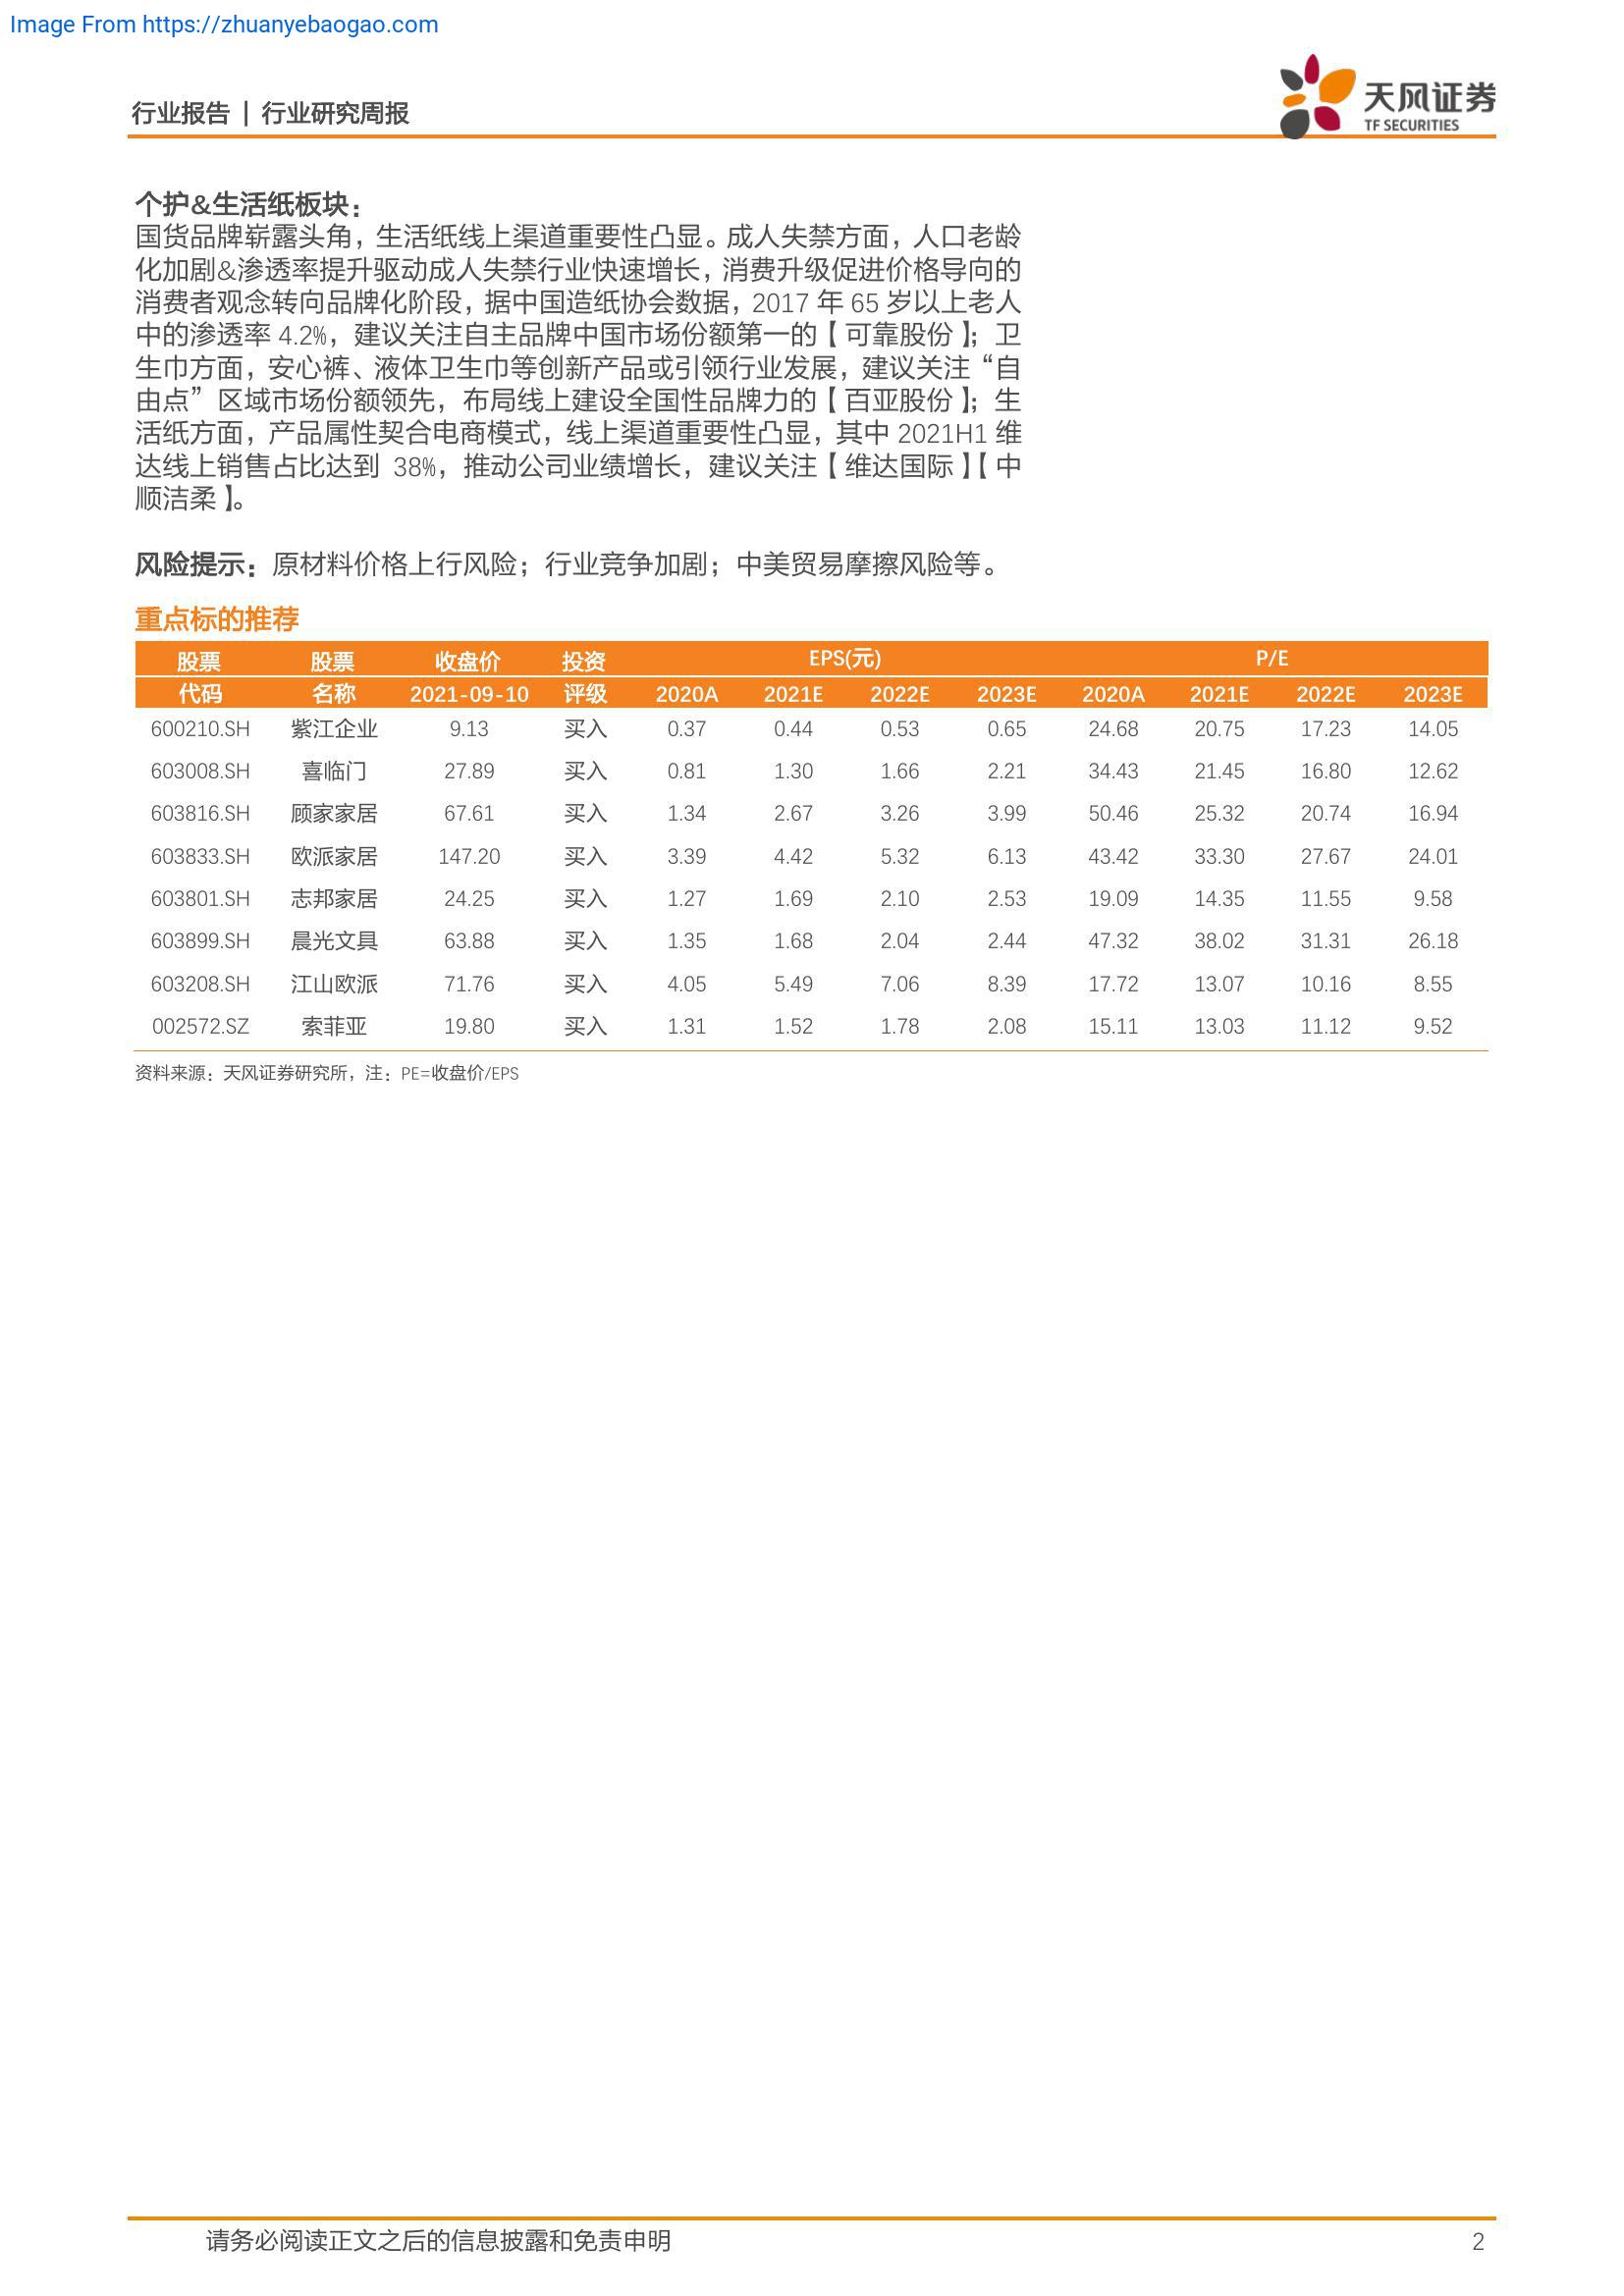 Image From https://zhuanyebaogao.com
行业报告 | 行业研究周报
天风证券
TF SECURITIES
个护&生活纸板块：
国货品牌崭露头角，生活纸线上渠道重要性凸显。成人失禁方面，人口老龄
化加剧&渗透率提升驱动成人失禁行业快速增长，消费升级促进价格导向的
消费者观念转向品牌化阶段，据中国造纸协会数据，2017 年 65 岁以上老人
中的渗透率 4.2%，建议关注自主品牌中国市场份额第一的【可靠股份】；卫
生巾方面，安心裤、液体卫生巾等创新产品或引领行业发展，建议关注“自
由点” 区域市场份额领先，布局线上建设全国性品牌力的【百亚股份】；生
活纸方面，产品属性契合电商模式，线上渠道重要性凸显，其中 2021H1 维
达线上销售占比达到 38%，推动公司业绩增长，建议关注【维达国际】【中
顺洁柔】。
风险提示：原材料价格上行风险；行业竞争加剧；中美贸易摩擦风险等。
重点标的推荐
股票 股票 收盘价 投资 EPS(元) P/E
代码 名称 2021-09-10 评级 2020A 2021E 2022E 2023E 2020A 2021E 2022E 2023E
600210.SH 紫江企业 9.13 买入 0.37 0.44 0.53 0.65 24.68 20.75 17.23 14.05
603008.SH 喜临门 27.89 买入 0.81 1.30 1.66 2.21 34.43 21.45 16.80 12.62
603816.SH 顾家家居 67.61 买入 1.34 2.67 3.26 3.99 50.46 25.32 20.74 16.94
603833.SH 欧派家居 147.20 买入 3.39 4.42 5.32 6.13 43.42 33.30 27.67 24.01
603801.SH 志邦家居 24.25 买入 1.27 1.69 2.10 2.53 19.09 14.35 11.55 9.58
603899.SH 晨光文具 63.88 买入 1.35 1.68 2.04 2.44 47.32 38.02 31.31 26.18
603208.SH 江山欧派 71.76 买入 4.05 5.49 7.06 8.39 17.72 13.07 10.16 8.55
002572.SZ 索菲亚 19.80 买入 1.31 1.52 1.78 2.08 15.11 13.03 11.12 9.52
资料来源：天风证券研究所，注：PE=收盘价/EPS
请务必阅读正文之后的信息披露和免责申明 2